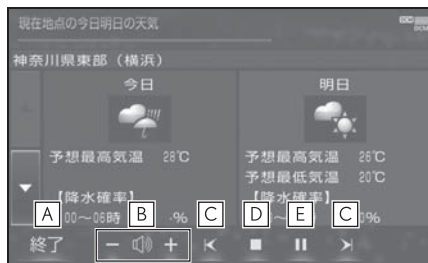 現在地点の今日明日の天気
神奈川県東部（横浜）
今日
明日
予想最高気温 28℃
予想最高気温 26℃
予想最低気温 20℃
【降水確率】
【降水確率】
00～06時 -%
%
A B C D E C
終了 － ＋